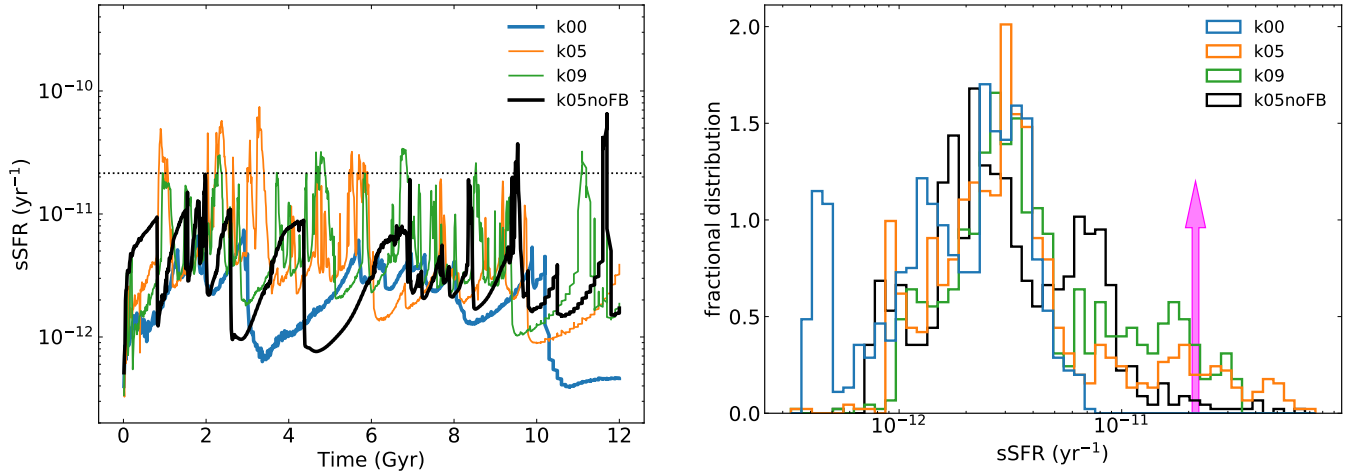 k00
k05
k09
k05noFB
10⁻¹⁰
10⁻¹¹
10⁻¹²
sSFR (yr⁻¹)
0 2 4 6 8 10 12
Time (Gyr)
k00
k05
k09
k05noFB
2.0
1.5
1.0
0.5
0.0
fractional distribution
10⁻¹² 10⁻¹¹
sSFR (yr⁻¹)